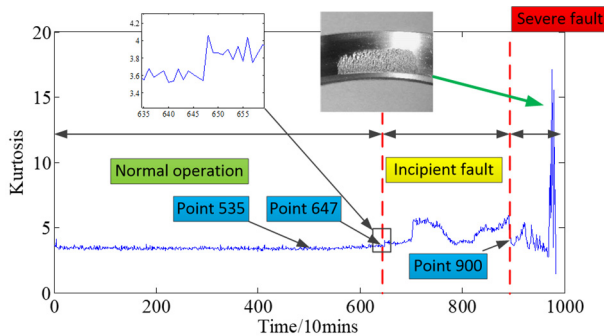 Severe fault
4.4
4.2
4
3.8
3.6
3.4
635 640 645 650 655
20
15
10
5
0
Kurtosis
Normal operation
Incipient fault
Point 535
Point 647
Point 900
0 200 400 600 800 1000
Time/10mins